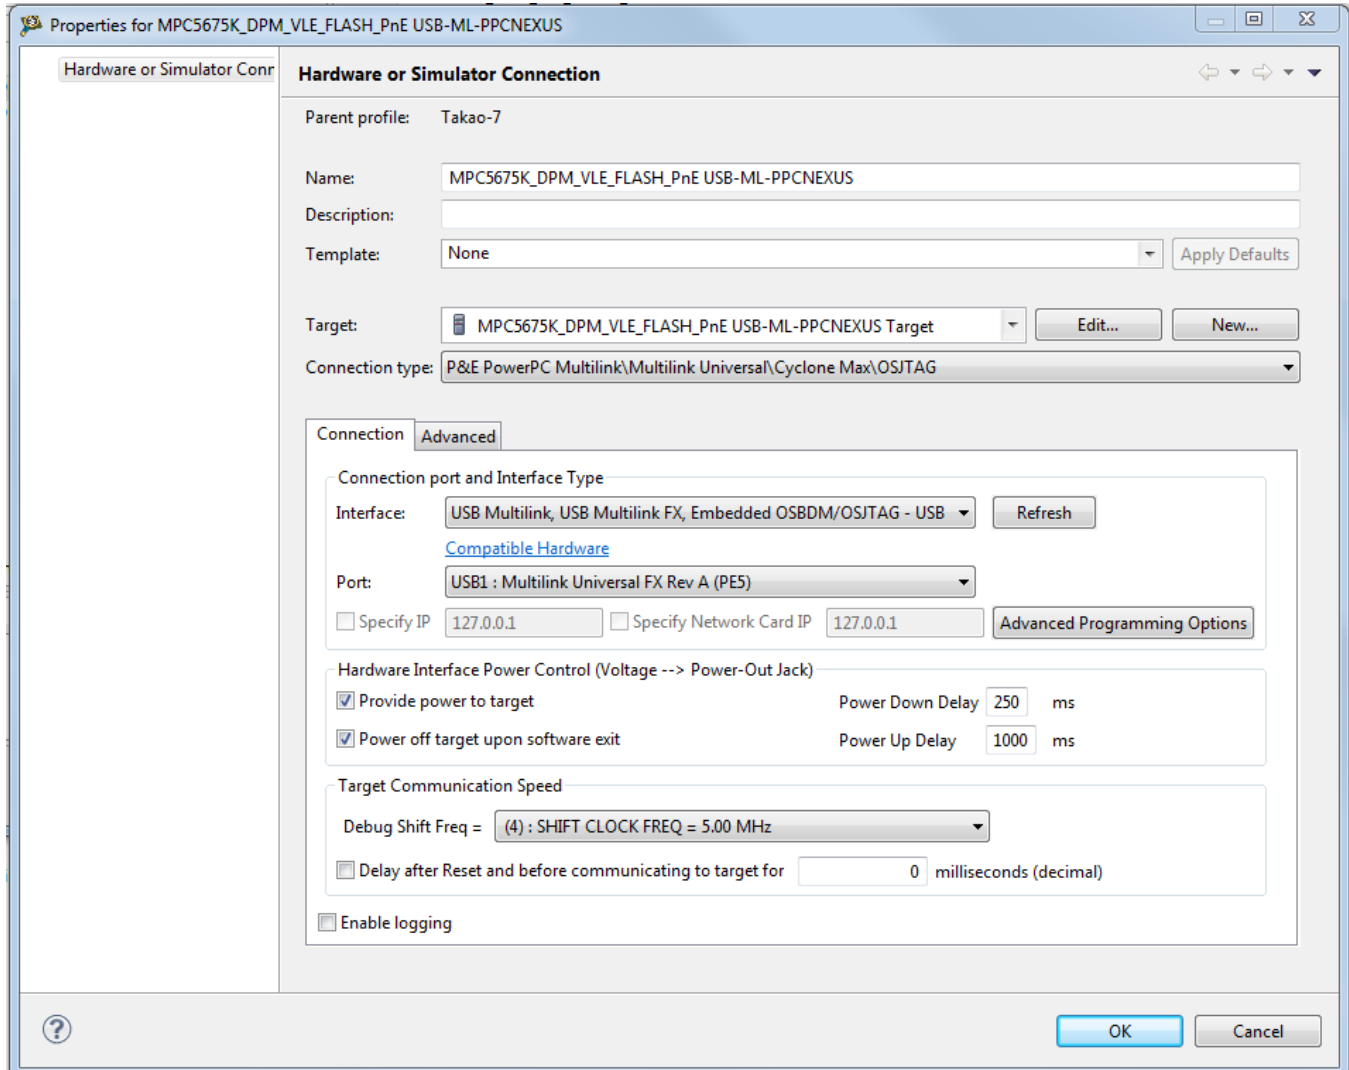 Properties for MPC5675K_DPM_VLE_FLASH_PnE USB-ML-PPCNEXUS
Hardware or Simulator Conn
Hardware or Simulator Connection
Parent profile: Takao-7
Name: MPC5675K_DPM_VLE_FLASH_PnE USB-ML-PPCNEXUS
Description:
Template: None Apply Defaults
Target: MPC5675K_DPM_VLE_FLASH_PnE USB-ML-PPCNEXUS Target Edit... New...
Connection type: P&E PowerPC Multilink\Multilink Universal\Cyclone Max\OSJTAG
Connection Advanced
Connection port and Interface Type
Interface: USB Multilink, USB Multilink FX, Embedded OSBDM/OSJTAG - USB Refresh
Compatible Hardware
Port: USB1 : Multilink Universal FX Rev A (PE5)
Specify IP 127.0.0.1 Specify Network Card IP 127.0.0.1 Advanced Programming Options
Hardware Interface Power Control (Voltage --> Power-Out Jack)
Provide power to target Power Down Delay 250 ms
Power off target upon software exit Power Up Delay 1000 ms
Target Communication Speed
Debug Shift Freq = (4) : SHIFT CLOCK FREQ = 5.00 MHz
Delay after Reset and before communicating to target for 0 milliseconds (decimal)
Enable logging
? OK Cancel